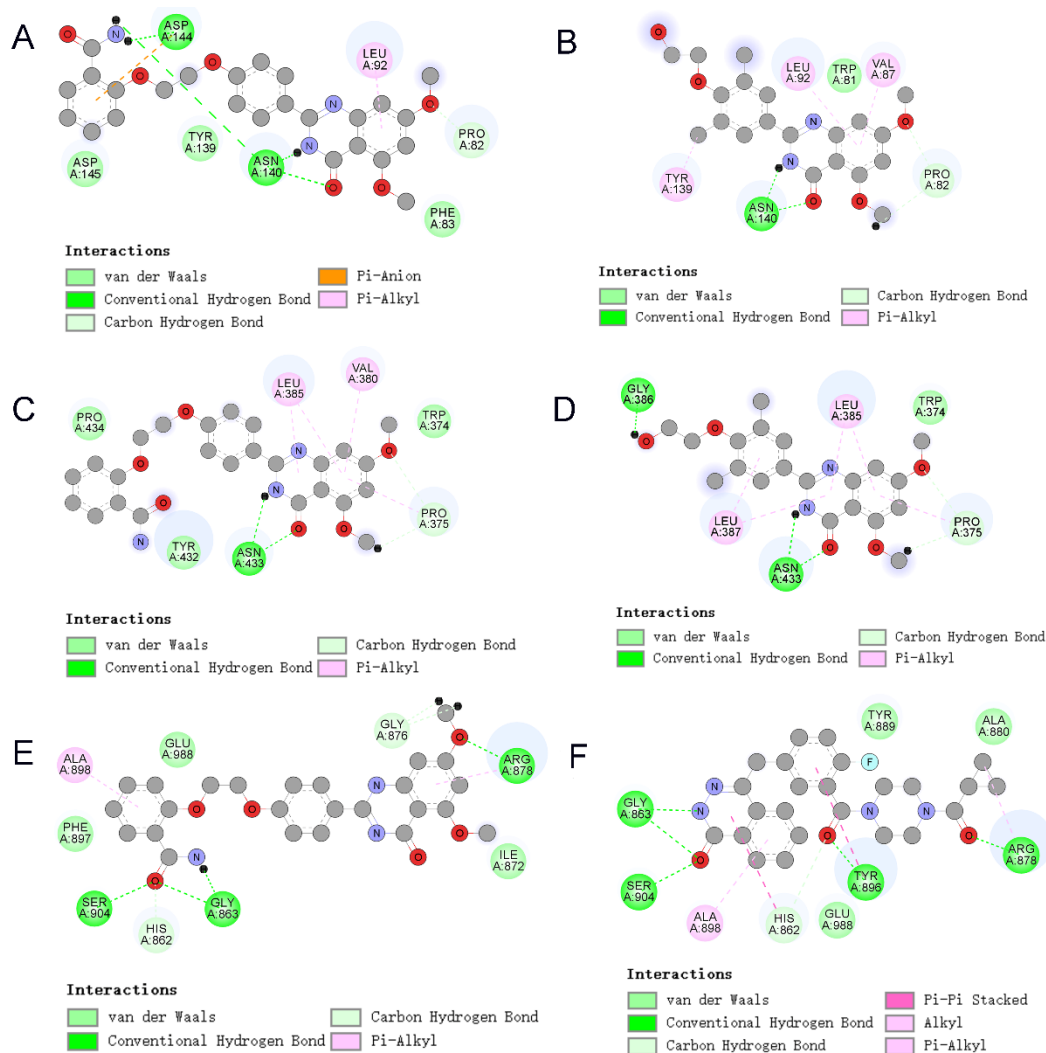 A
ASP
A:144
O
N
H
H
O
O
O
LEU
A:92
N
O
PRO
A:82
TYR
A:139
ASP
A:145
ASN
A:140
H
N
O
O
PHE
A:83
Interactions
van der Waals
Conventional Hydrogen Bond
Carbon Hydrogen Bond
Pi-Anion
Pi-Alkyl
B
O
O
LEU
A:92
TRP
A:81
VAL
A:87
N
O
TYR
A:139
N
H
PRO
A:82
ASN
A:140
O
O
H
Interactions
van der Waals
Conventional Hydrogen Bond
Carbon Hydrogen Bond
Pi-Alkyl
C
PRO
A:434
O
O
LEU
A:385
VAL
A:380
TRP
A:374
N
O
O
N
TYR
A:432
H
N
ASN
A:433
O
O
H
PRO
A:375
Interactions
van der Waals
Conventional Hydrogen Bond
Carbon Hydrogen Bond
Pi-Alkyl
D
GLY
A:386
H
O
O
LEU
A:385
TRP
A:374
N
O
LEU
A:387
H
N
ASN
A:433
O
O
H
PRO
A:375
Interactions
van der Waals
Conventional Hydrogen Bond
Carbon Hydrogen Bond
Pi-Alkyl
E
ALA
A:898
GLU
A:988
GLY
A:876
H
H
O
ARG
A:878
PHE
A:897
O
O
N
N
O
O
ILE
A:872
O
N
H
SER
A:904
HIS
A:862
GLY
A:863
Interactions
van der Waals
Conventional Hydrogen Bond
Carbon Hydrogen Bond
Pi-Alkyl
F
TYR
A:889
ALA
A:880
F
GLY
A:863
N
N
O
O
N
N
O
ARG
A:878
SER
A:904
TYR
A:896
ALA
A:898
HIS
A:862
GLU
A:988
Interactions
van der Waals
Conventional Hydrogen Bond
Carbon Hydrogen Bond
Pi-Pi Stacked
Alkyl
Pi-Alkyl